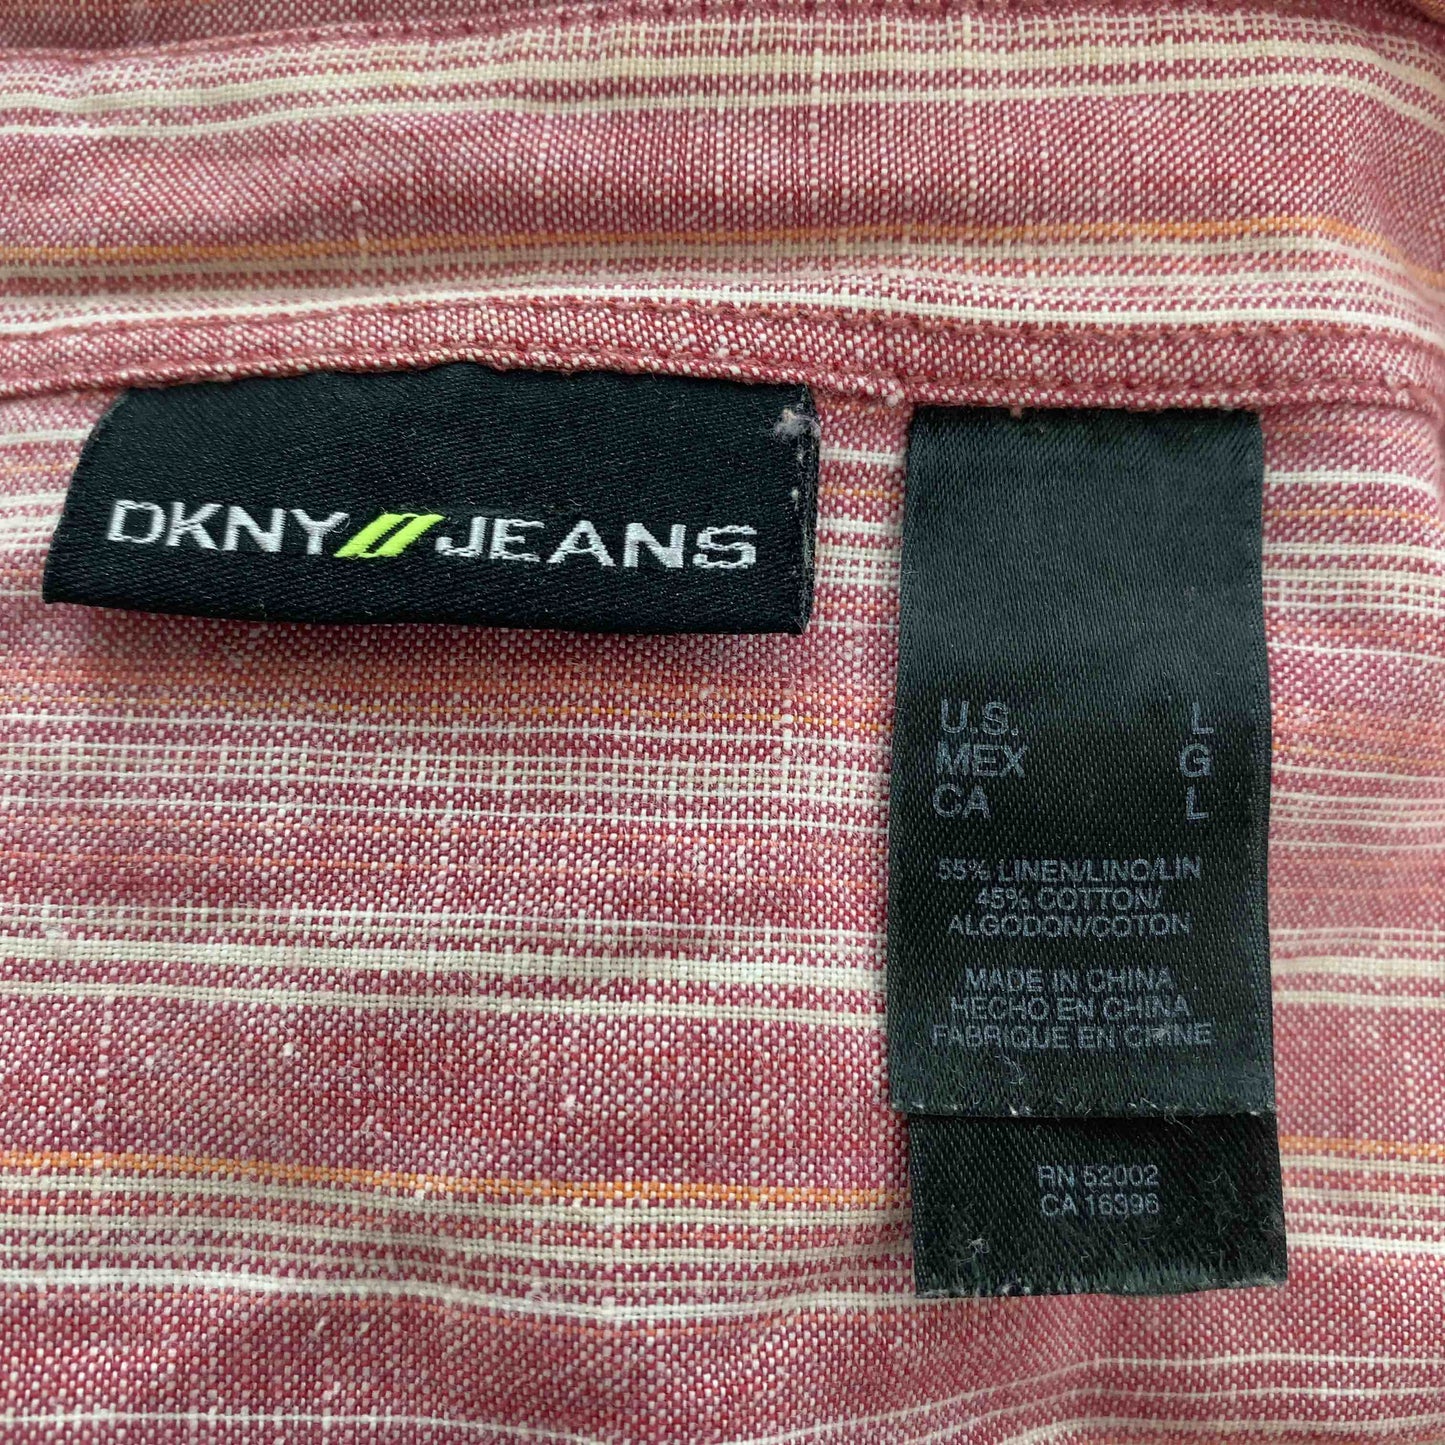 DKNY JEANS
U.S. L
MEX G
CA L
55% LINEN/LINO/LIN
45% COTTON/
ALGODON/COTON
MADE IN CHINA
HECHO EN CHINA
FABRIQUE EN CHINE
RN 52002
CA 16996